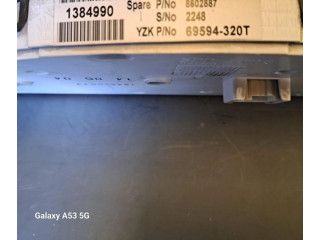 1384990
Spare P/No 8602887
S/No 2248
YZK P/No 69594-320T
Galaxy A53 5G